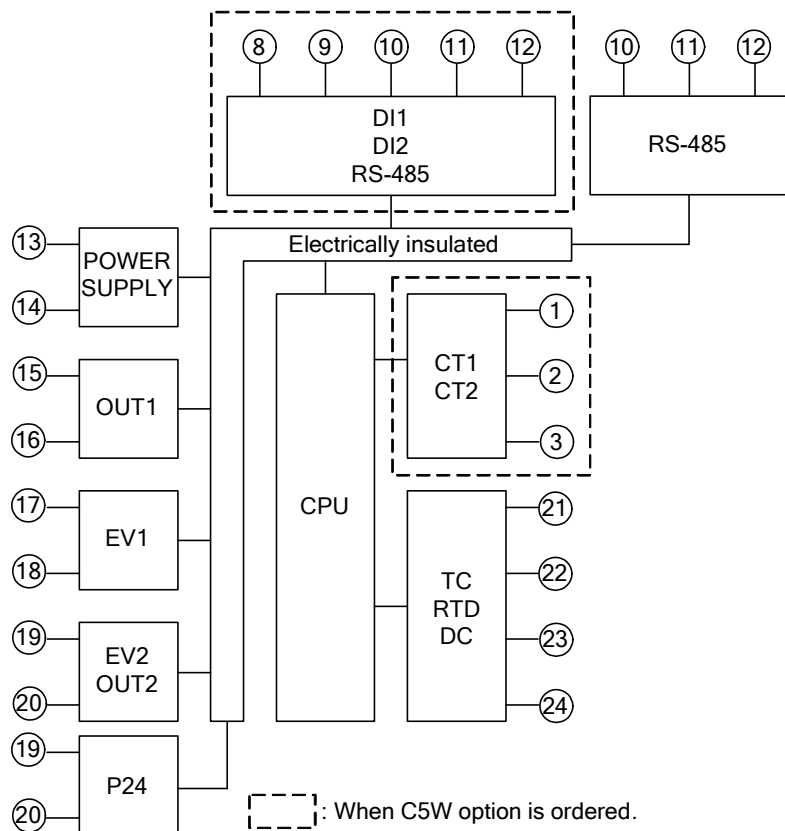 8 9 10 11 12
10 11 12
DI1
DI2
RS-485
RS-485
Electrically insulated
13
14
POWER
SUPPLY
15
16
OUT1
17
18
EV1
19
20
EV2
OUT2
19
20
P24
CPU
CT1
CT2
1
2
3
TC
RTD
DC
21
22
23
24
: When C5W option is ordered.